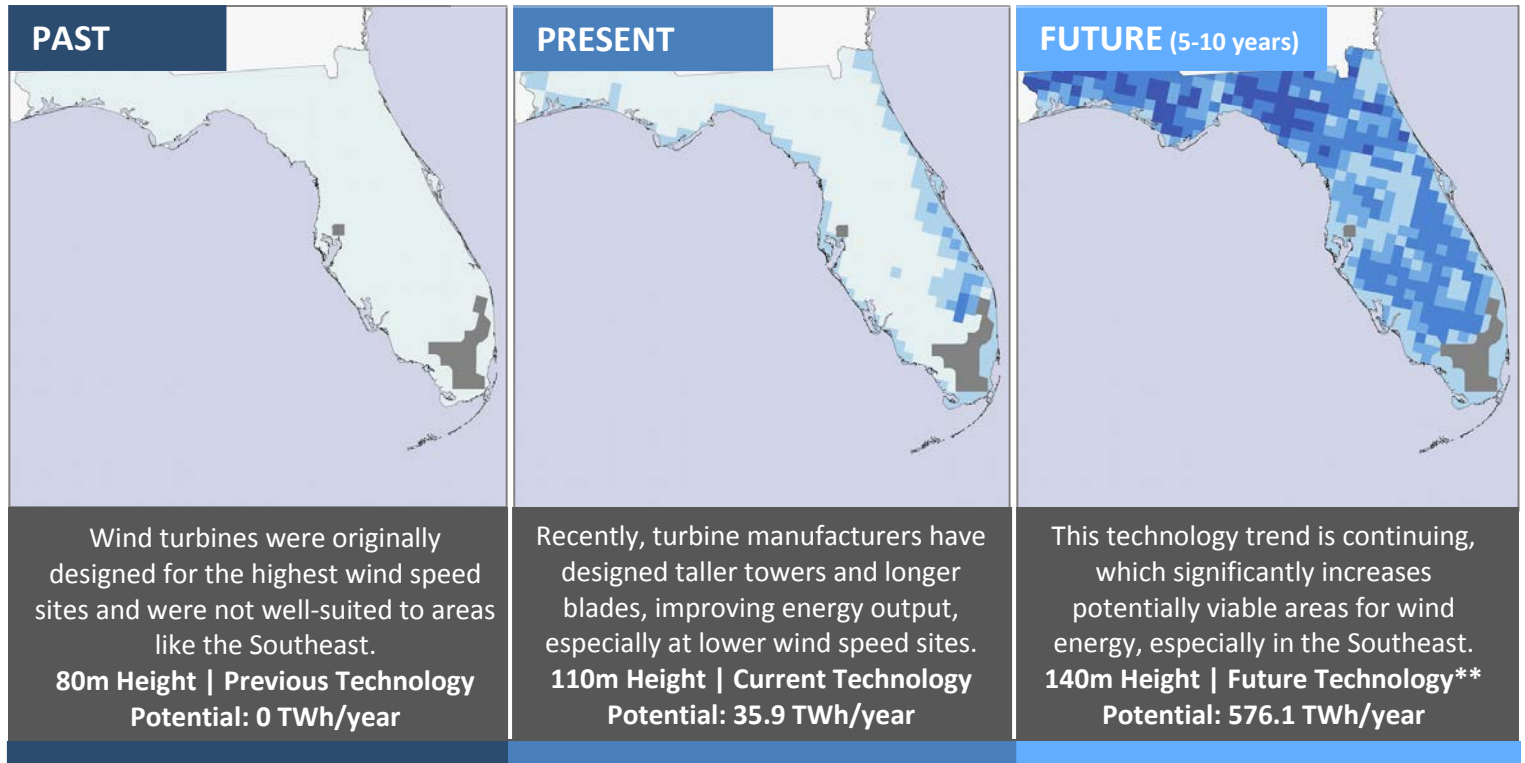 PAST
Wind turbines were originally
designed for the highest wind speed
sites and were not well-suited to areas
like the Southeast.
80m Height | Previous Technology
Potential: 0 TWh/year
PRESENT
Recently, turbine manufacturers have
designed taller towers and longer
blades, improving energy output,
especially at lower wind speed sites.
110m Height | Current Technology
Potential: 35.9 TWh/year
FUTURE (5-10 years)
This technology trend is continuing,
which significantly increases
potentially viable areas for wind
energy, especially in the Southeast.
140m Height | Future Technology**
Potential: 576.1 TWh/year